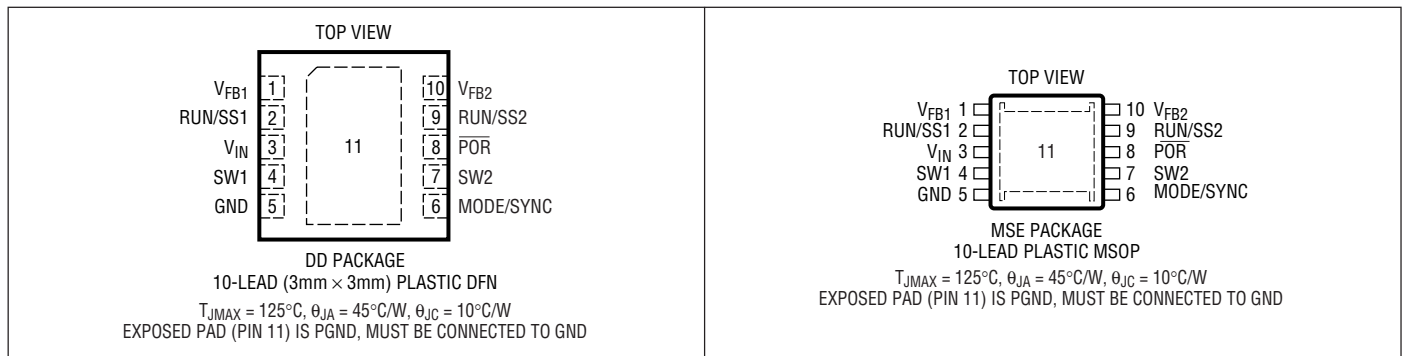 TOP VIEW
VFB1 1 10 VFB2
RUN/SS1 2 9 RUN/SS2
VIN 3 11 8 POR
SW1 4 7 SW2
GND 5 6 MODE/SYNC
DD PACKAGE
10-LEAD (3mm × 3mm) PLASTIC DFN
TJMAX = 125°C, θJA = 45°C/W, θJC = 10°C/W
EXPOSED PAD (PIN 11) IS PGND, MUST BE CONNECTED TO GND
TOP VIEW
VFB1 1 10 VFB2
RUN/SS1 2 9 RUN/SS2
VIN 3 11 8 POR
SW1 4 7 SW2
GND 5 6 MODE/SYNC
MSE PACKAGE
10-LEAD PLASTIC MSOP
TJMAX = 125°C, θJA = 45°C/W, θJC = 10°C/W
EXPOSED PAD (PIN 11) IS PGND, MUST BE CONNECTED TO GND